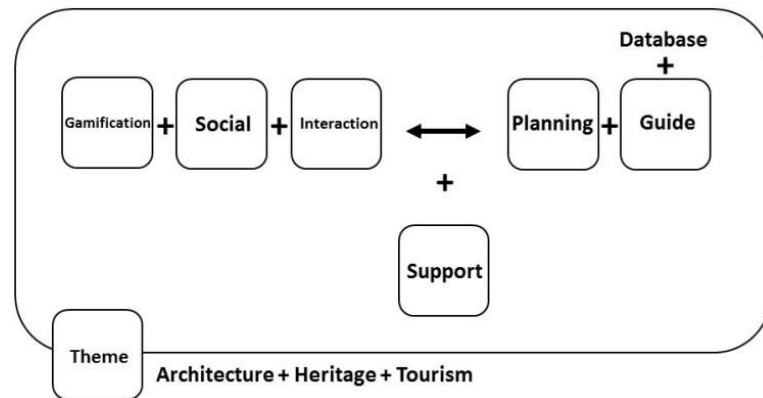 Database
+
Gamification + Social + Interaction Planning + Guide
+
Support
Theme
Architecture + Heritage + Tourism